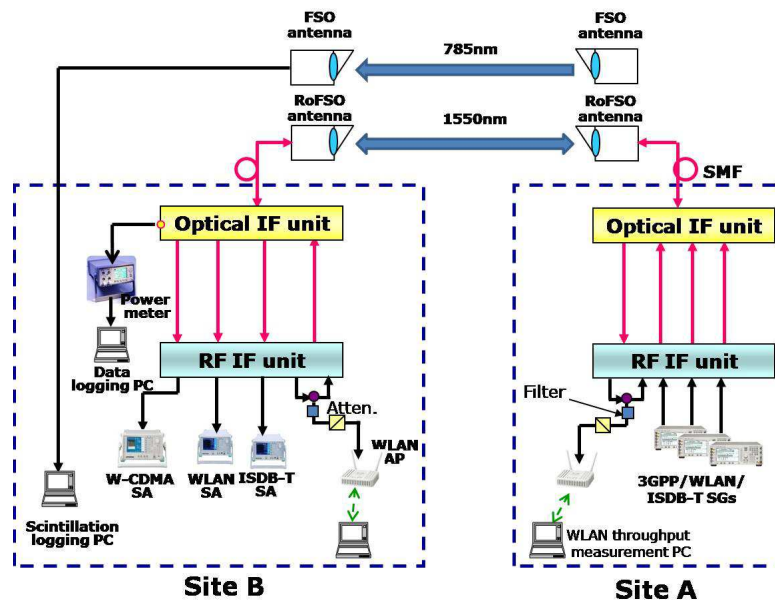 FSO
antenna
785nm
FSO
antenna
RoFSO
antenna
1550nm
RoFSO
antenna
SMF
Optical IF unit
Optical IF unit
Power
meter
Data
logging PC
RF IF unit
RF IF unit
Atten.
Filter
W-CDMA
SA
WLAN
SA
ISDB-T
SA
WLAN
AP
3GPP/WLAN/
ISDB-T SGs
Scintillation
logging PC
WLAN throughput
measurement PC
Site B
Site A